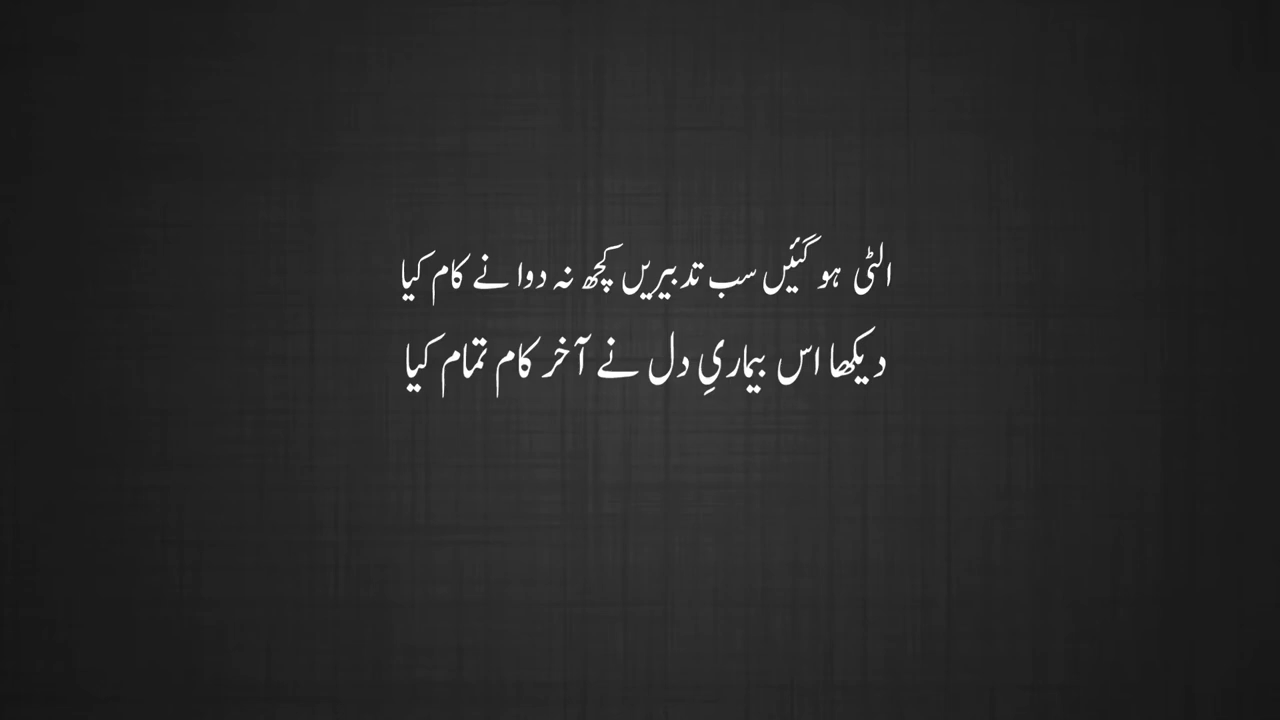 الٹی ہو گئیں سب تدبیریں کچھ نہ دوا نے کام کیا
دیکھا اس بیماریِ دل نے آخر کام تمام کیا